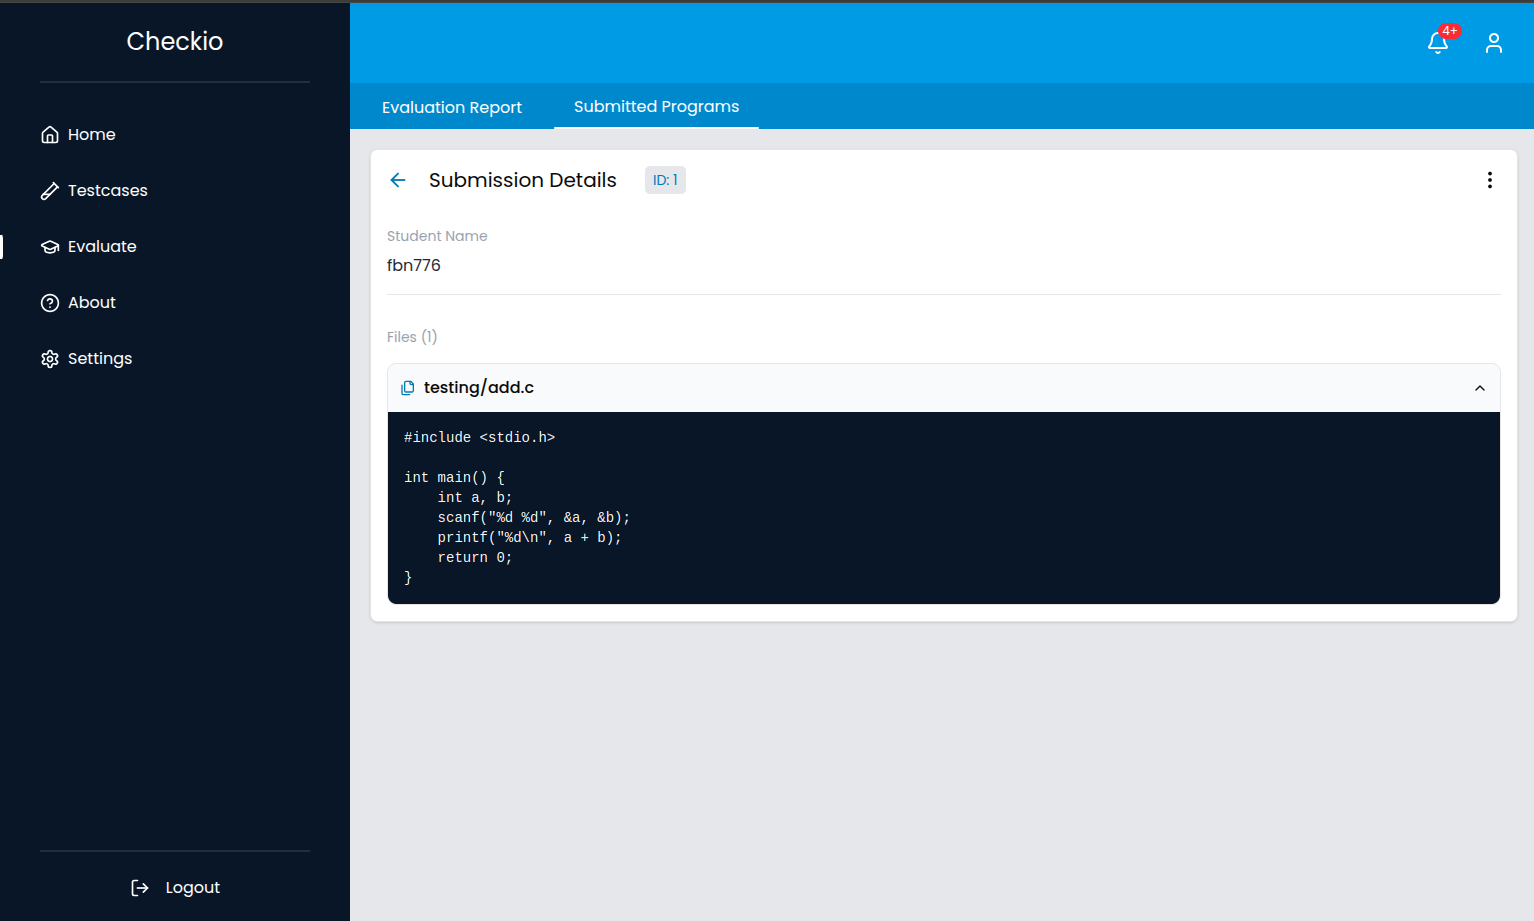 Checkio
Home
Testcases
Evaluate
About
Settings
Logout
4+
Evaluation Report
Submitted Programs
Submission Details
ID: 1
Student Name
fbn776
Files (1)
testing/add.c
#include <stdio.h>
int main() {
    int a, b;
    scanf("%d %d", &a, &b);
    printf("%d\n", a + b);
    return 0;
}